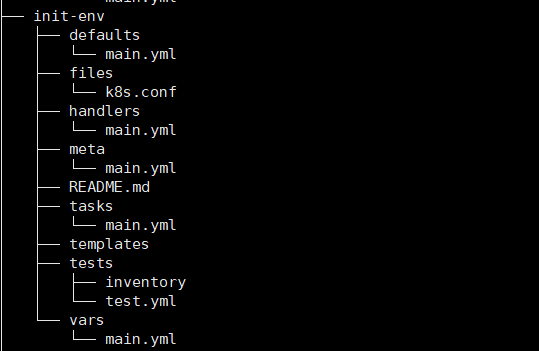 main.yml
├── init-env
│   ├── defaults
│   │   └── main.yml
│   ├── files
│   │   └── k8s.conf
│   ├── handlers
│   │   └── main.yml
│   ├── meta
│   │   └── main.yml
│   ├── README.md
│   ├── tasks
│   │   └── main.yml
│   ├── templates
│   ├── tests
│   │   ├── inventory
│   │   └── test.yml
│   └── vars
│       └── main.yml